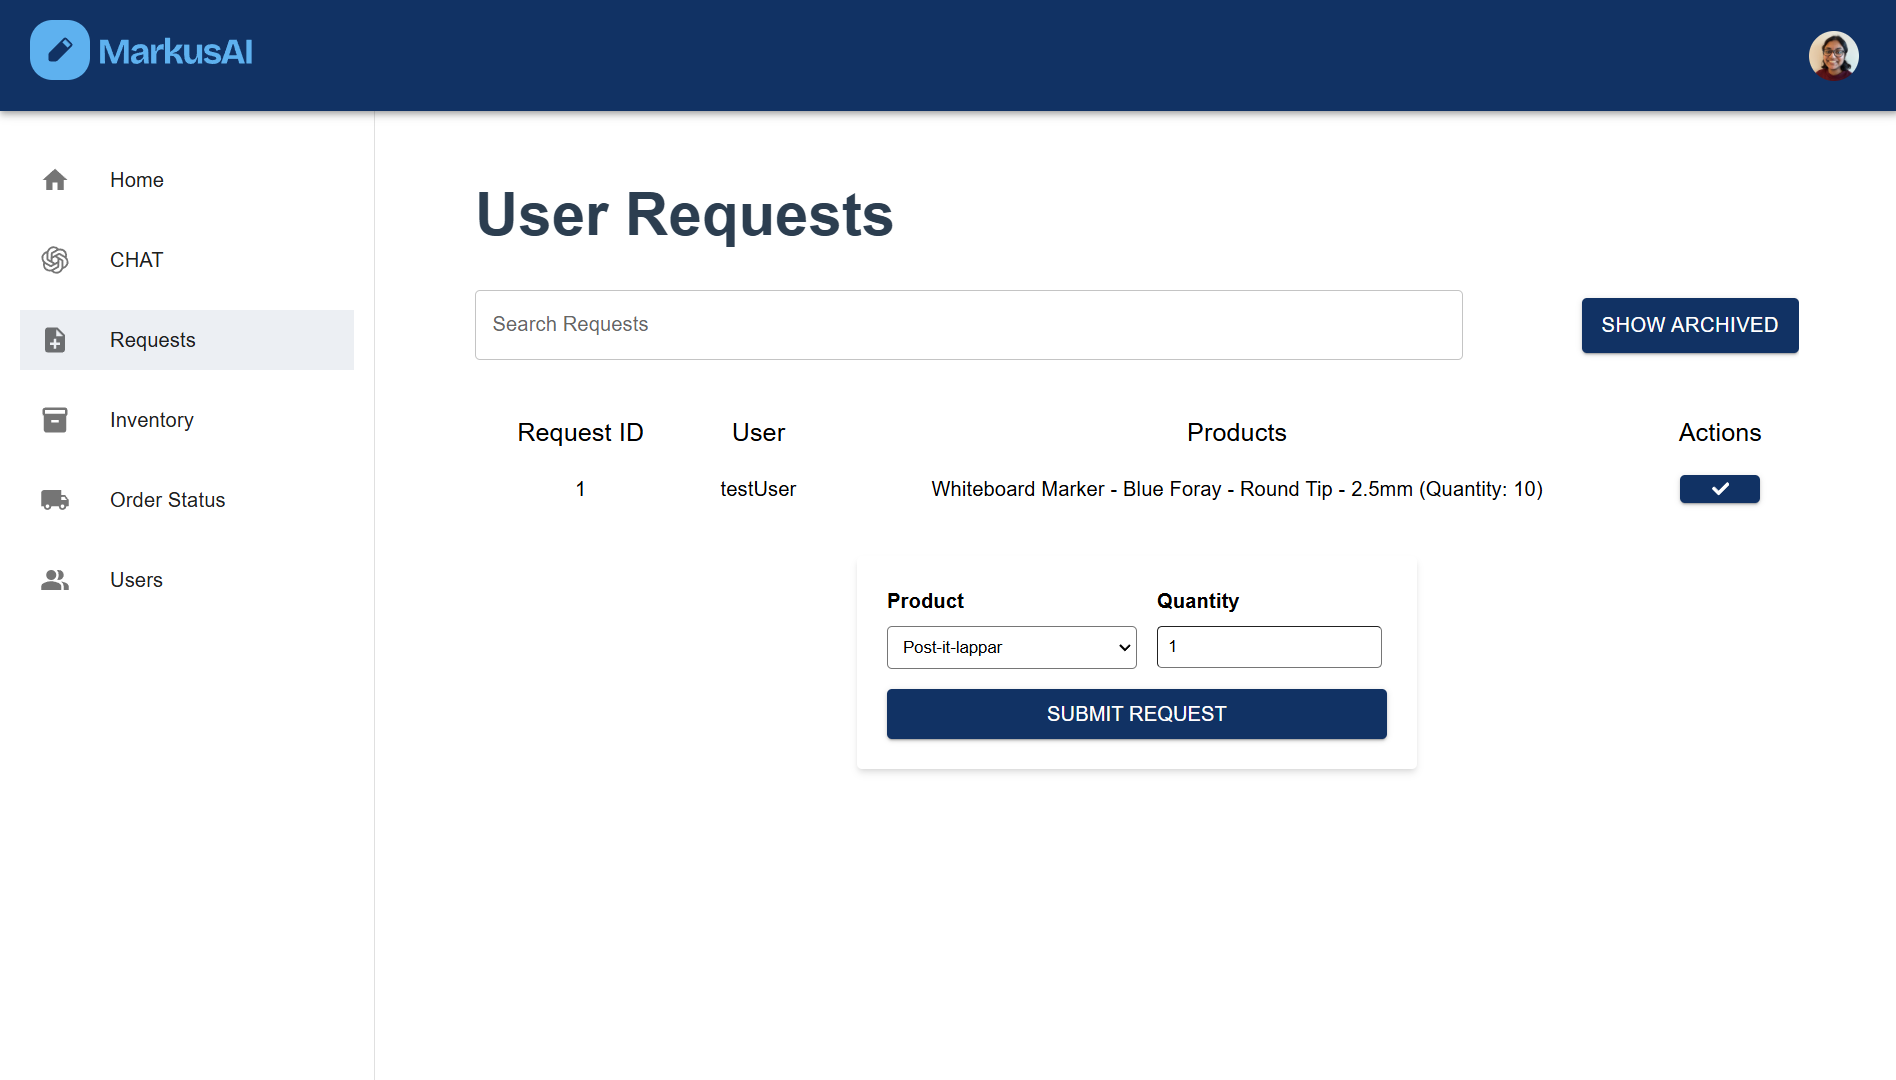 MarkusAI
Home
CHAT
Requests
Inventory
Order Status
Users
User Requests
Search Requests
SHOW ARCHIVED
Request ID User Products Actions
1 testUser Whiteboard Marker - Blue Foray - Round Tip - 2.5mm (Quantity: 10)
Product Quantity
Post-it-lappar 1
SUBMIT REQUEST